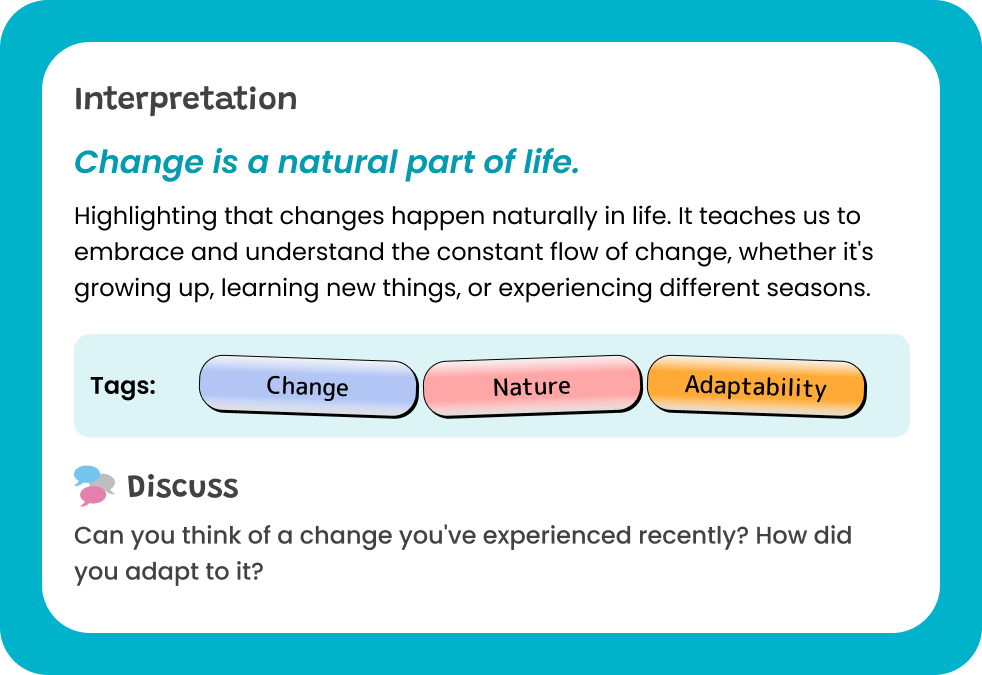 Interpretation
Change is a natural part of life.
Highlighting that changes happen naturally in life. It teaches us to
embrace and understand the constant flow of change, whether it's
growing up, learning new things, or experiencing different seasons.
Tags: Change Nature Adaptability
Discuss
Can you think of a change you've experienced recently? How did
you adapt to it?